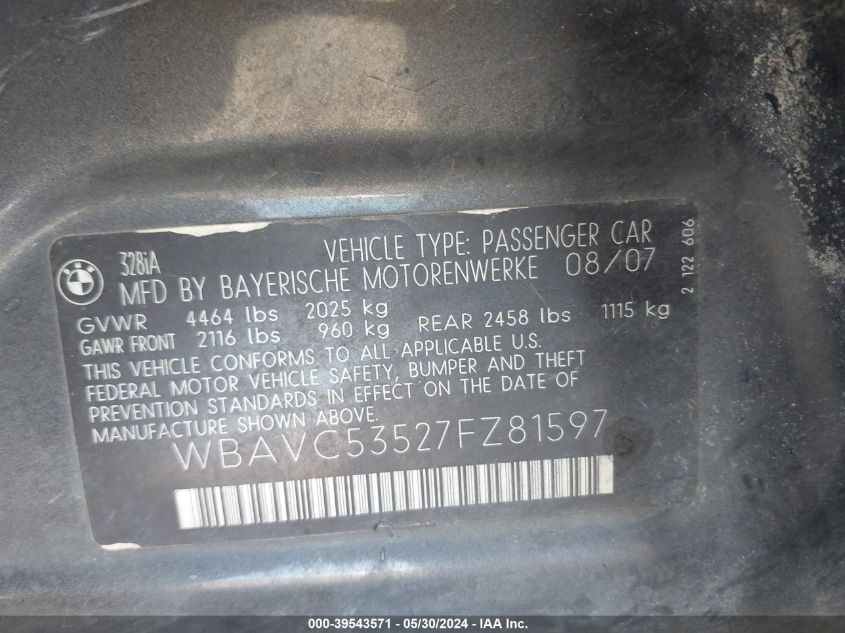 BMW
328iA
VEHICLE TYPE: PASSENGER CAR
MFD BY BAYERISCHE MOTORENWERKE 08/07
GVWR 4464 lbs 2025 kg
GAWR FRONT 2116 lbs 960 kg REAR 2458 lbs 1115 kg
THIS VEHICLE CONFORMS TO ALL APPLICABLE U.S.
FEDERAL MOTOR VEHICLE SAFETY, BUMPER AND THEFT
PREVENTION STANDARDS IN EFFECT ON THE DATE OF
MANUFACTURE SHOWN ABOVE.
WBAVC53527FZ81597
2 122 606
000-39543571 - 05/30/2024 - IAA Inc.